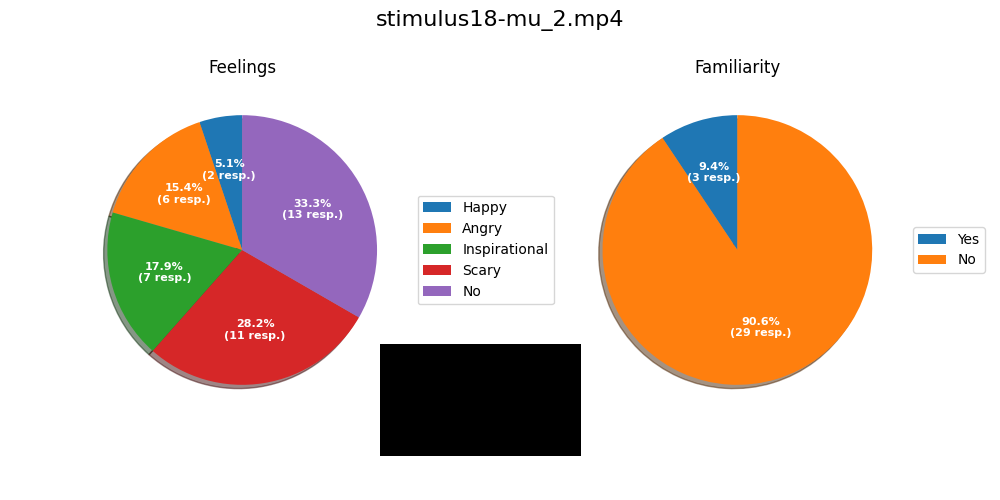 stimulus18-mu_2.mp4
Feelings
5.1%
(2 resp.)
15.4%
(6 resp.)
17.9%
(7 resp.)
28.2%
(11 resp.)
33.3%
(13 resp.)
Happy
Angry
Inspirational
Scary
No
Familiarity
9.4%
(3 resp.)
90.6%
(29 resp.)
Yes
No